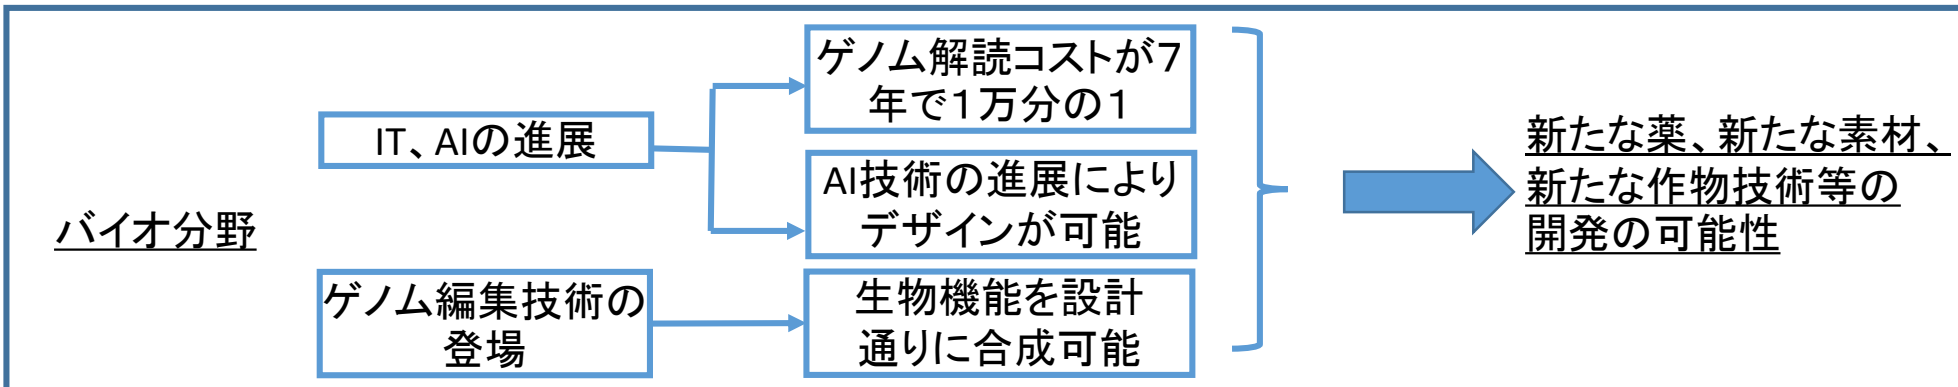 バイオ分野
IT、AIの進展
ゲノム解読コストが7
年で１万分の１
AI技術の進展により
デザインが可能
ゲノム編集技術の
登場
生物機能を設計
通りに合成可能
新たな薬、新たな素材、
新たな作物技術等の
開発の可能性